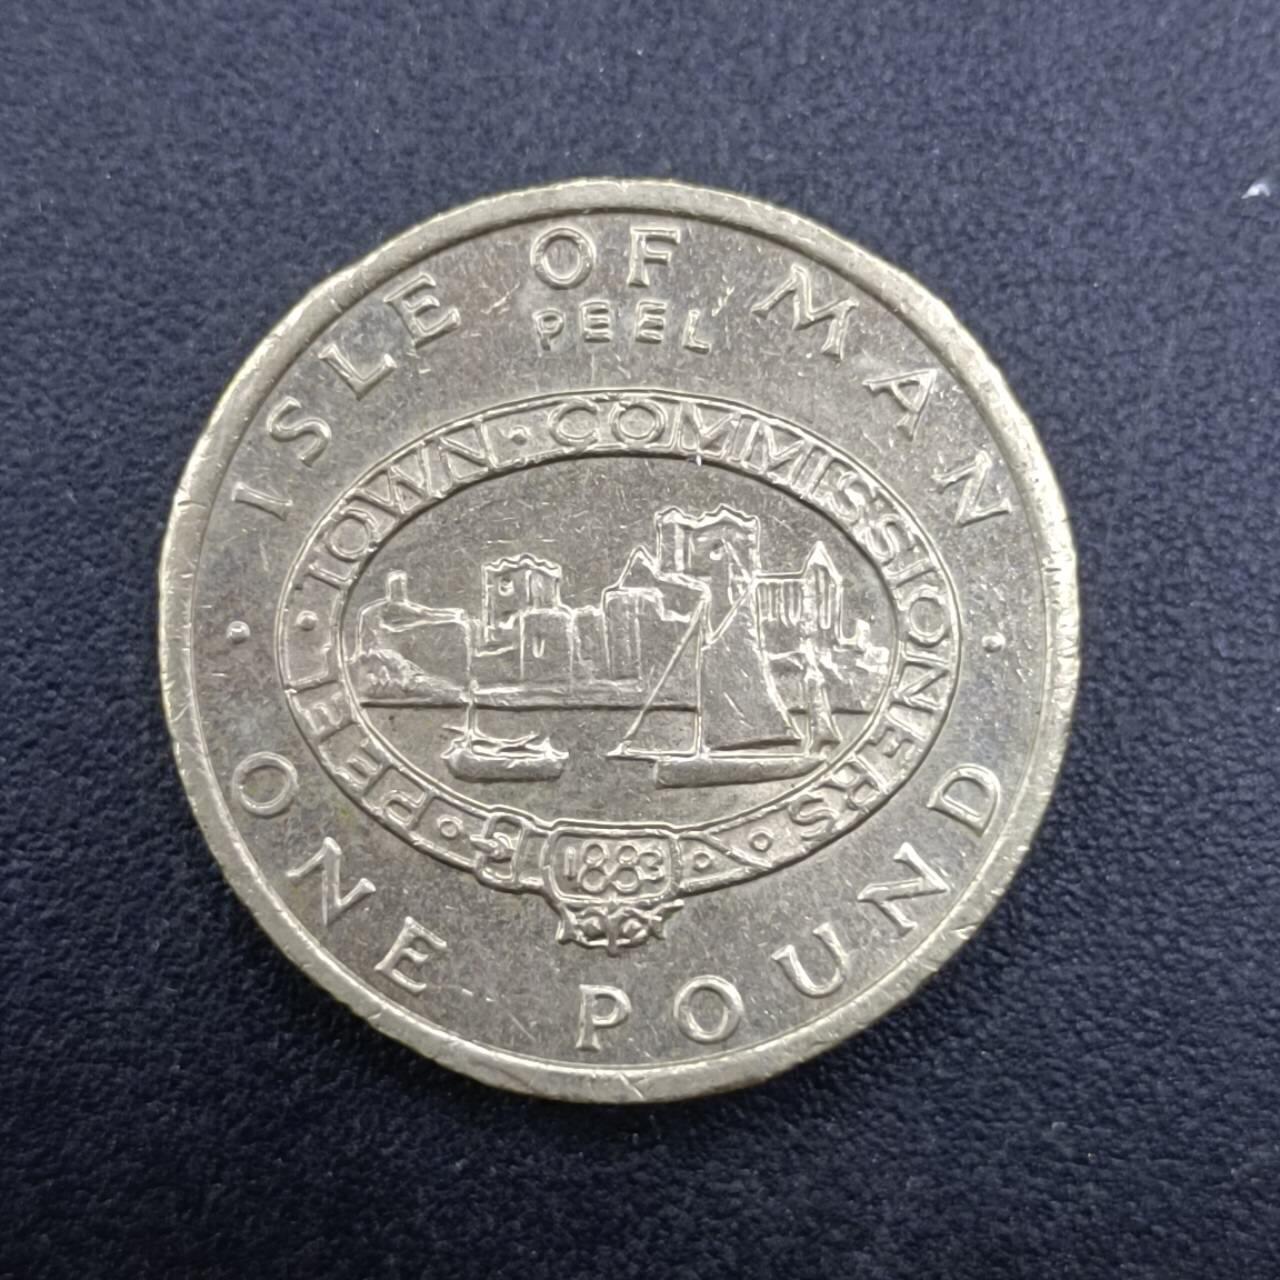 · ISLE OF MAN ·
PEEL
· PEEL · TOWN · COMMISSIONERS
1883
ONE POUND